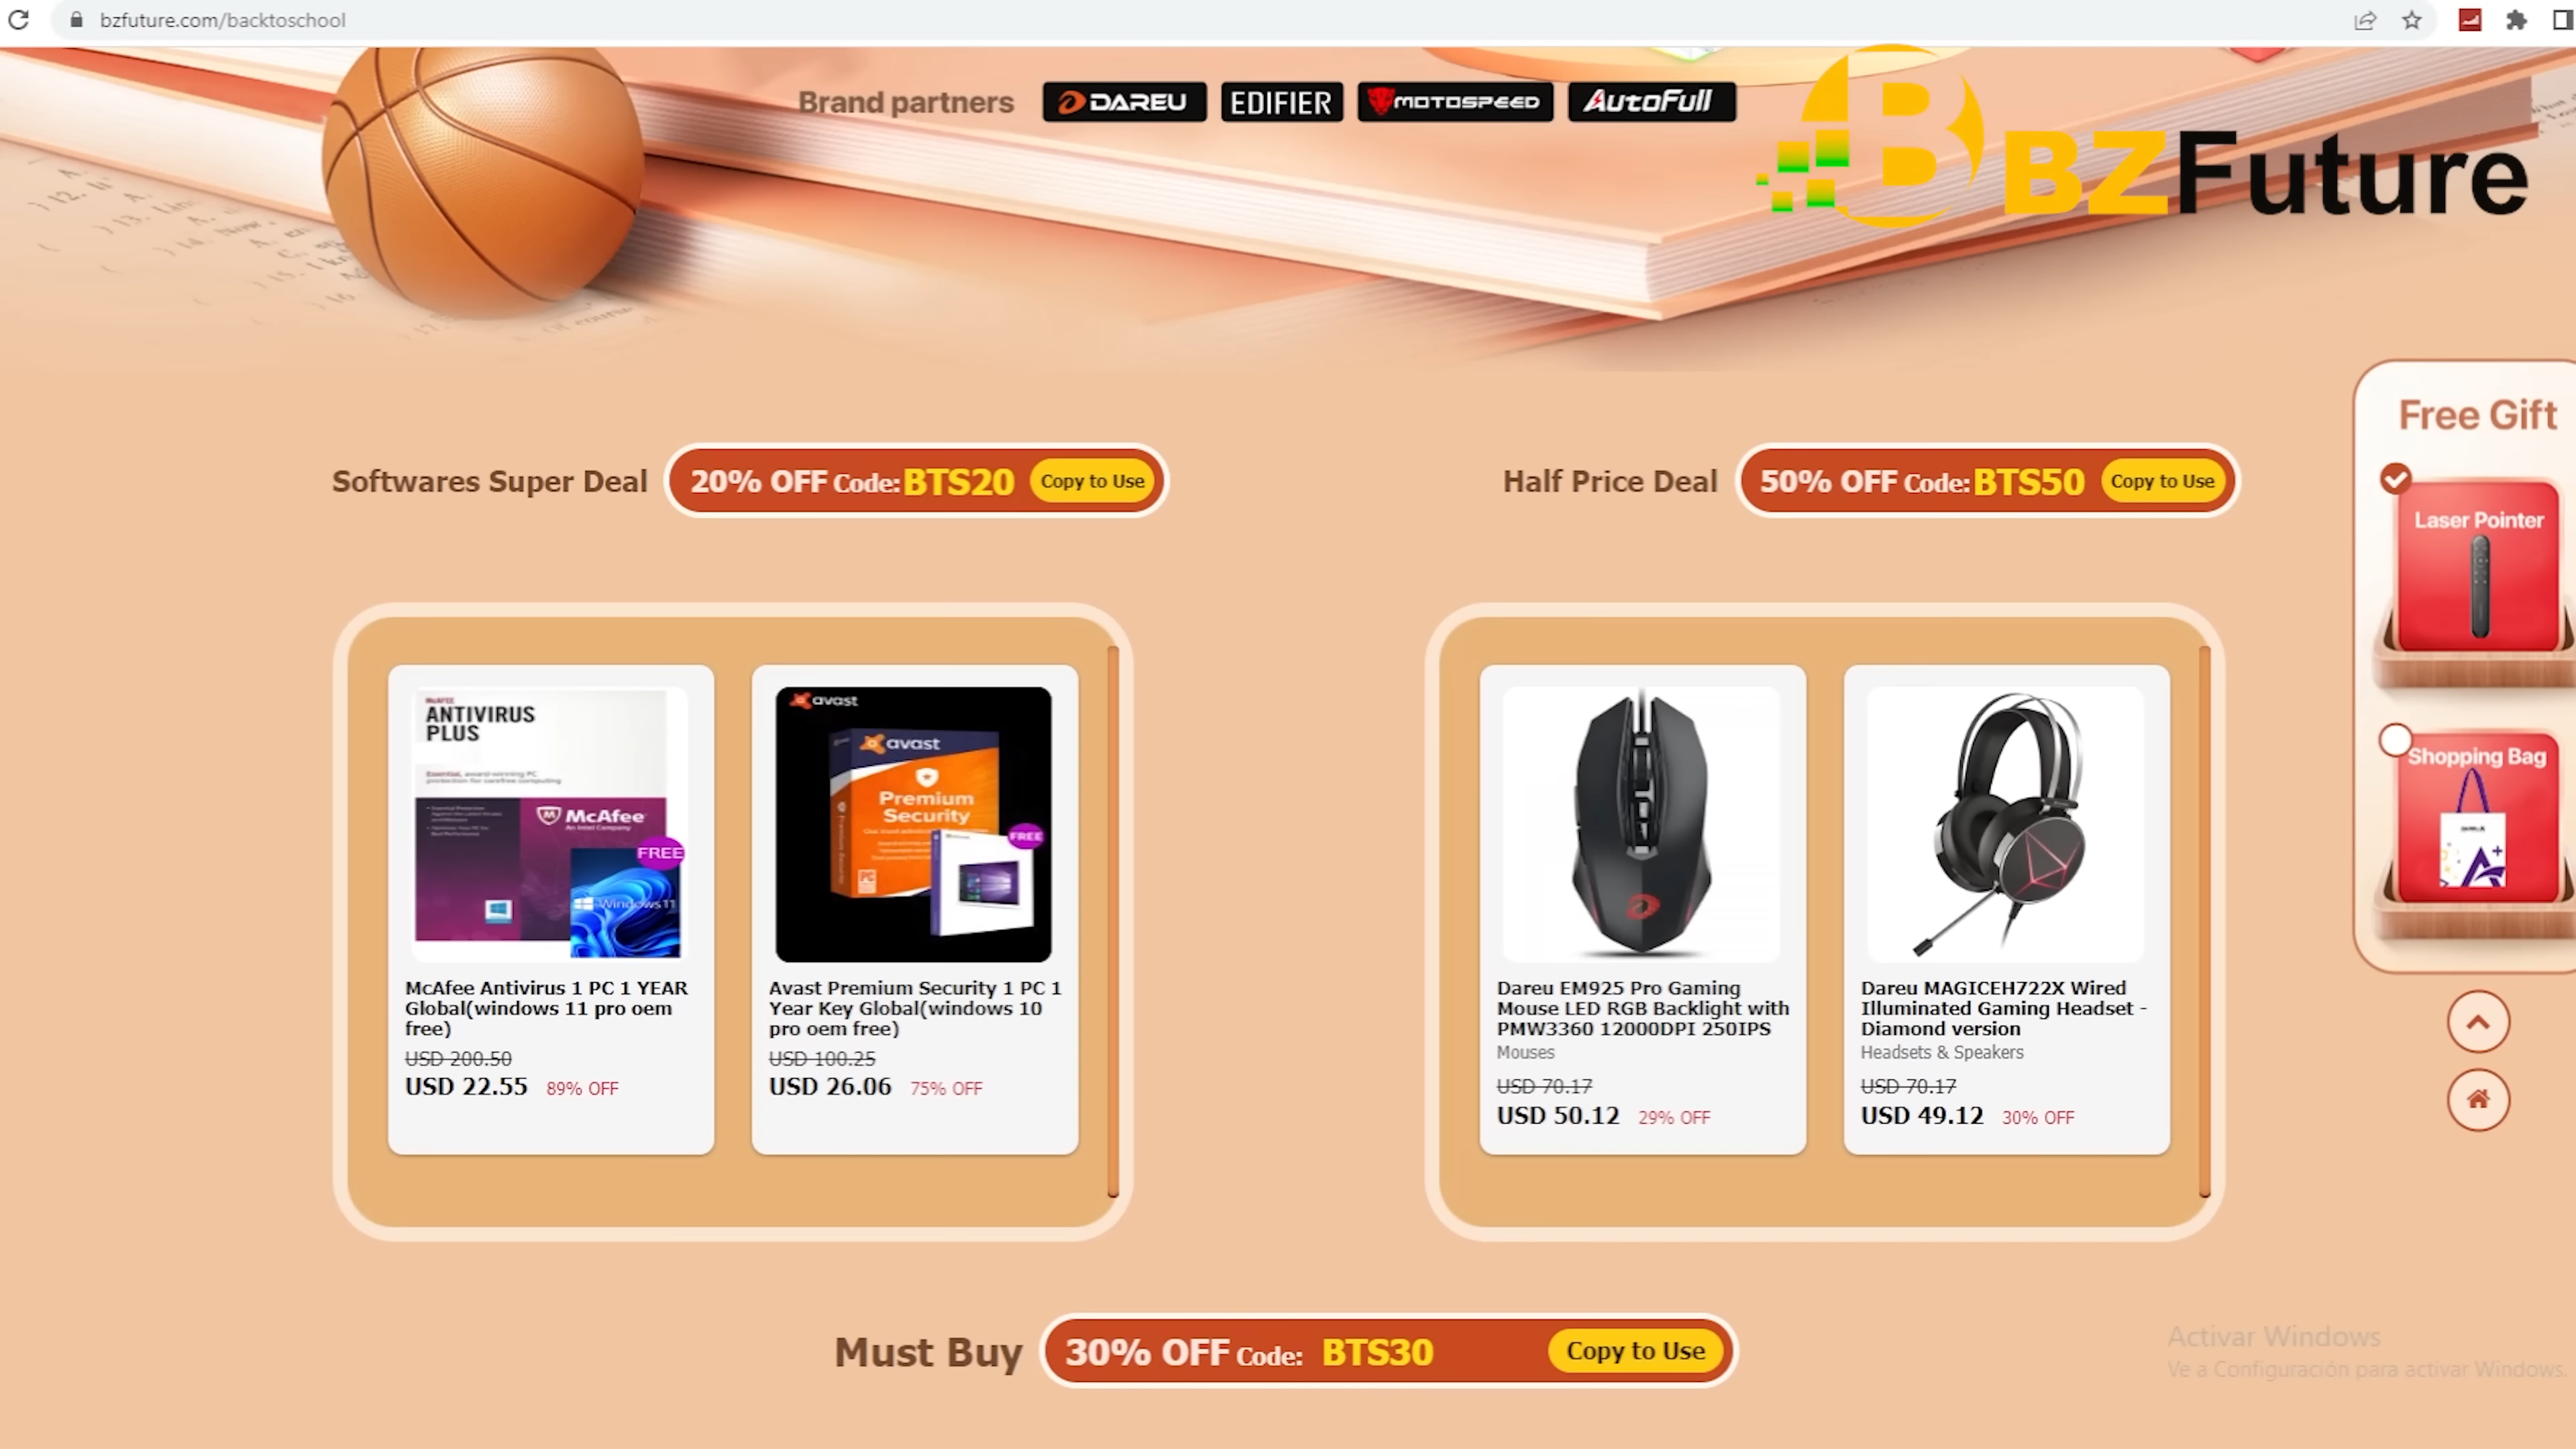 bzfuture.com/backtoschool
Brand partners
DAREU
EDIFIER
MOTOSPEED
AutoFull
B
BZFuture
Free Gift
Softwares Super Deal
20% OFF Code: BTS20
Copy to Use
Half Price Deal
50% OFF Code: BTS50
Copy to Use
Laser Pointer
Shopping Bag
A+
McAFEE
ANTIVIRUS
PLUS
Essential, award-winning PC
protection for carefree computing
McAfee
An Intel Company
FREE
Windows 11
avast
avast
Premium
Security
FREE
PC
McAfee Antivirus 1 PC 1 YEAR
Global(windows 11 pro oem
free)
USD 200.50
USD 22.55 89% OFF
Avast Premium Security 1 PC 1
Year Key Global(windows 10
pro oem free)
USD 100.25
USD 26.06 75% OFF
Dareu EM925 Pro Gaming
Mouse LED RGB Backlight with
PMW3360 12000DPI 250IPS
Mouses
USD 70.17
USD 50.12 29% OFF
Dareu MAGICEH722X Wired
Illuminated Gaming Headset -
Diamond version
Headsets & Speakers
USD 70.17
USD 49.12 30% OFF
Must Buy
30% OFF Code: BTS30
Copy to Use
Activar Windows
Ve a Configuración para activar Windows.